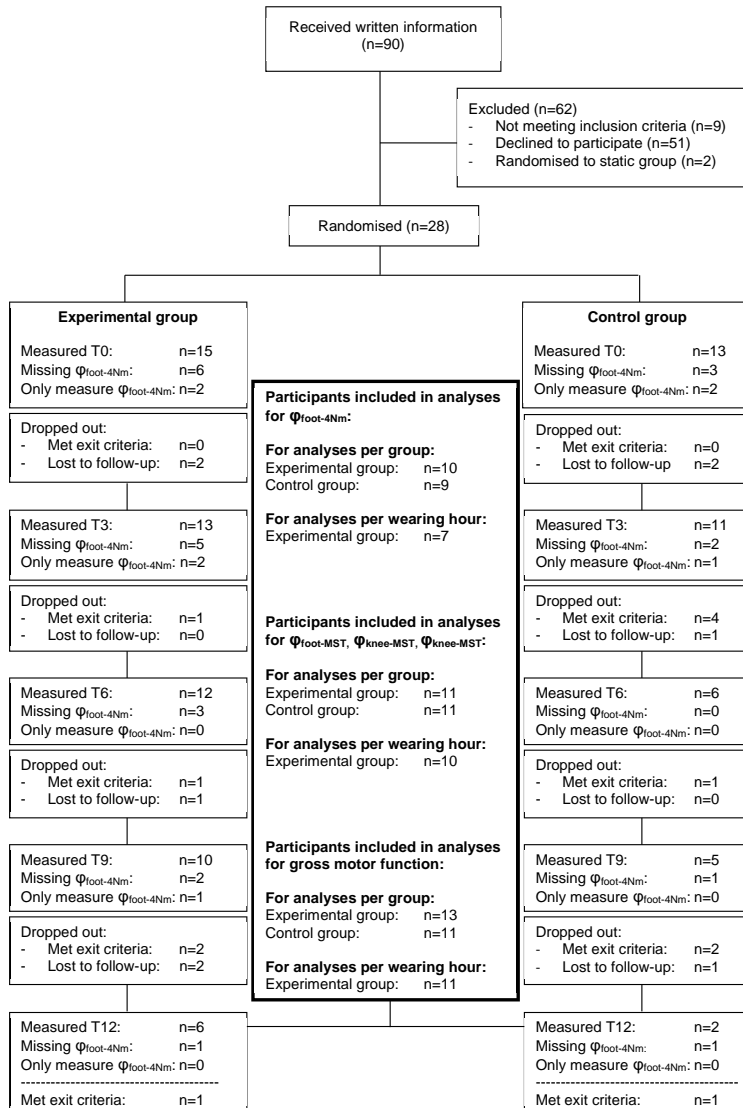 Received written information
(n=90)
Excluded (n=62)
- Not meeting inclusion criteria (n=9)
- Declined to participate (n=51)
- Randomised to static group (n=2)
Randomised (n=28)
Experimental group
Measured T0: n=15
Missing φfoot-4Nm: n=6
Only measure φfoot-4Nm: n=2
Dropped out:
- Met exit criteria: n=0
- Lost to follow-up: n=2
Measured T3: n=13
Missing φfoot-4Nm: n=5
Only measure φfoot-4Nm: n=2
Dropped out:
- Met exit criteria: n=1
- Lost to follow-up: n=0
Measured T6: n=12
Missing φfoot-4Nm: n=3
Only measure φfoot-4Nm: n=0
Dropped out:
- Met exit criteria: n=1
- Lost to follow-up: n=1
Measured T9: n=10
Missing φfoot-4Nm: n=2
Only measure φfoot-4Nm: n=1
Dropped out:
- Met exit criteria: n=2
- Lost to follow-up: n=2
Measured T12: n=6
Missing φfoot-4Nm: n=1
Only measure φfoot-4Nm: n=0
----------------------------------------
Met exit criteria: n=1
Participants included in analyses
for φfoot-4Nm:
For analyses per group:
Experimental group: n=10
Control group: n=9
For analyses per wearing hour:
Experimental group: n=7
Participants included in analyses
for φfoot-MST, φknee-MST, φknee-MST:
For analyses per group:
Experimental group: n=11
Control group: n=11
For analyses per wearing hour:
Experimental group: n=10
Participants included in analyses
for gross motor function:
For analyses per group:
Experimental group: n=13
Control group: n=11
For analyses per wearing hour:
Experimental group: n=11
Control group
Measured T0: n=13
Missing φfoot-4Nm: n=3
Only measure φfoot-4Nm: n=2
Dropped out:
- Met exit criteria: n=0
- Lost to follow-up n=2
Measured T3: n=11
Missing φfoot-4Nm: n=2
Only measure φfoot-4Nm: n=1
Dropped out:
- Met exit criteria: n=4
- Lost to follow-up: n=1
Measured T6: n=6
Missing φfoot-4Nm: n=0
Only measure φfoot-4Nm: n=0
Dropped out:
- Met exit criteria: n=1
- Lost to follow-up: n=0
Measured T9: n=5
Missing φfoot-4Nm: n=1
Only measure φfoot-4Nm: n=0
Dropped out:
- Met exit criteria: n=2
- Lost to follow-up: n=1
Measured T12: n=2
Missing φfoot-4Nm: n=1
Only measure φfoot-4Nm: n=0
----------------------------------------
Met exit criteria: n=1